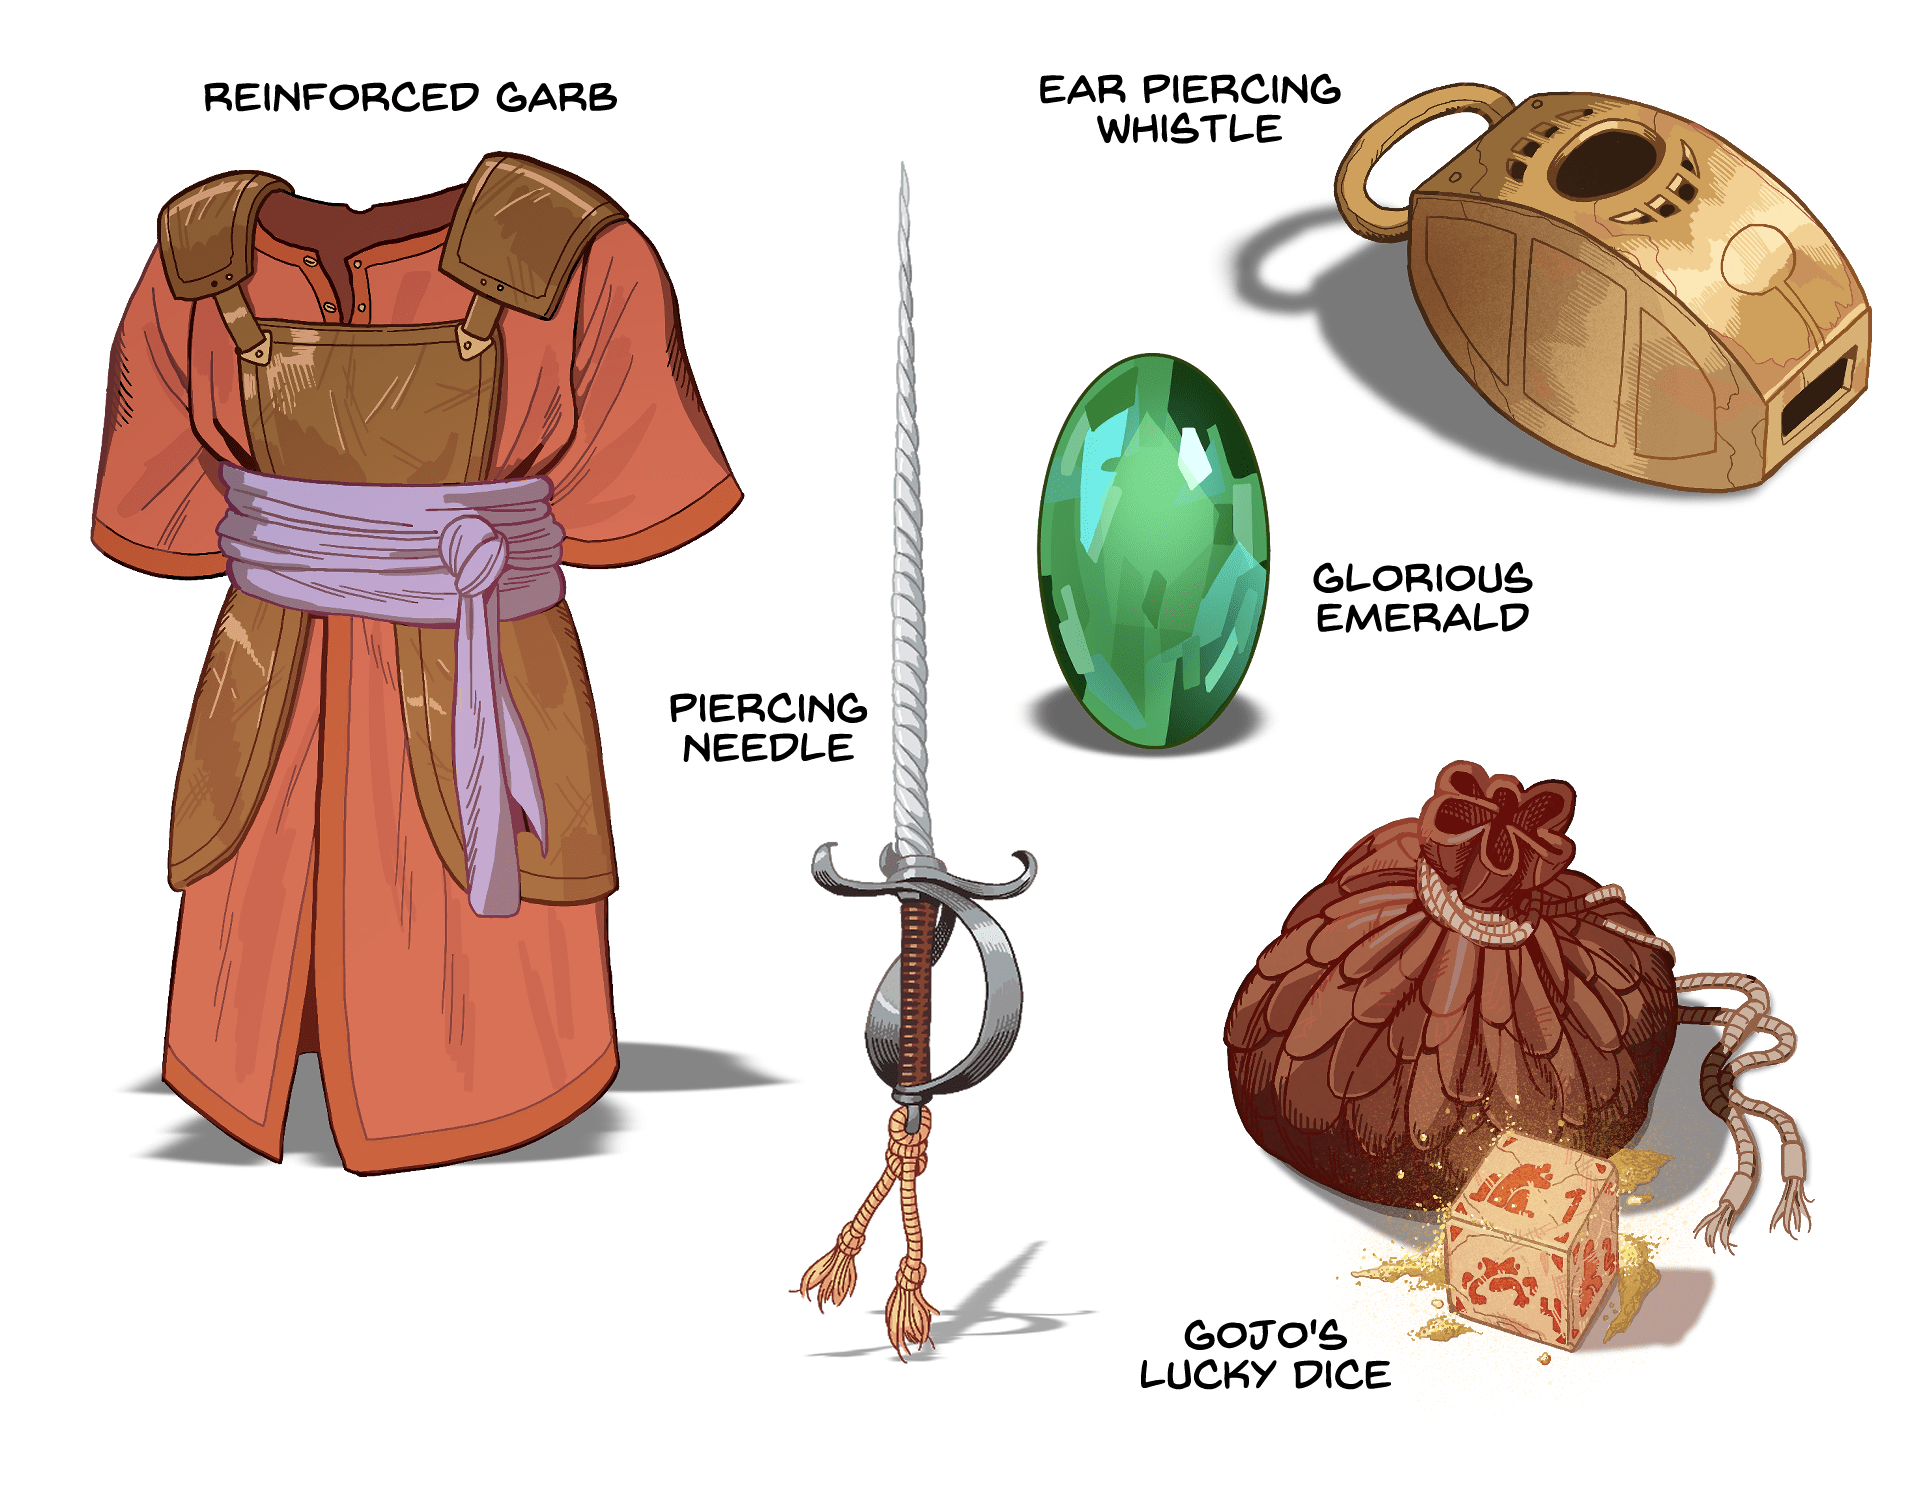 REINFORCED GARB
EAR PIERCING
WHISTLE
GLORIOUS
EMERALD
PIERCING
NEEDLE
GOJO'S
LUCKY DICE